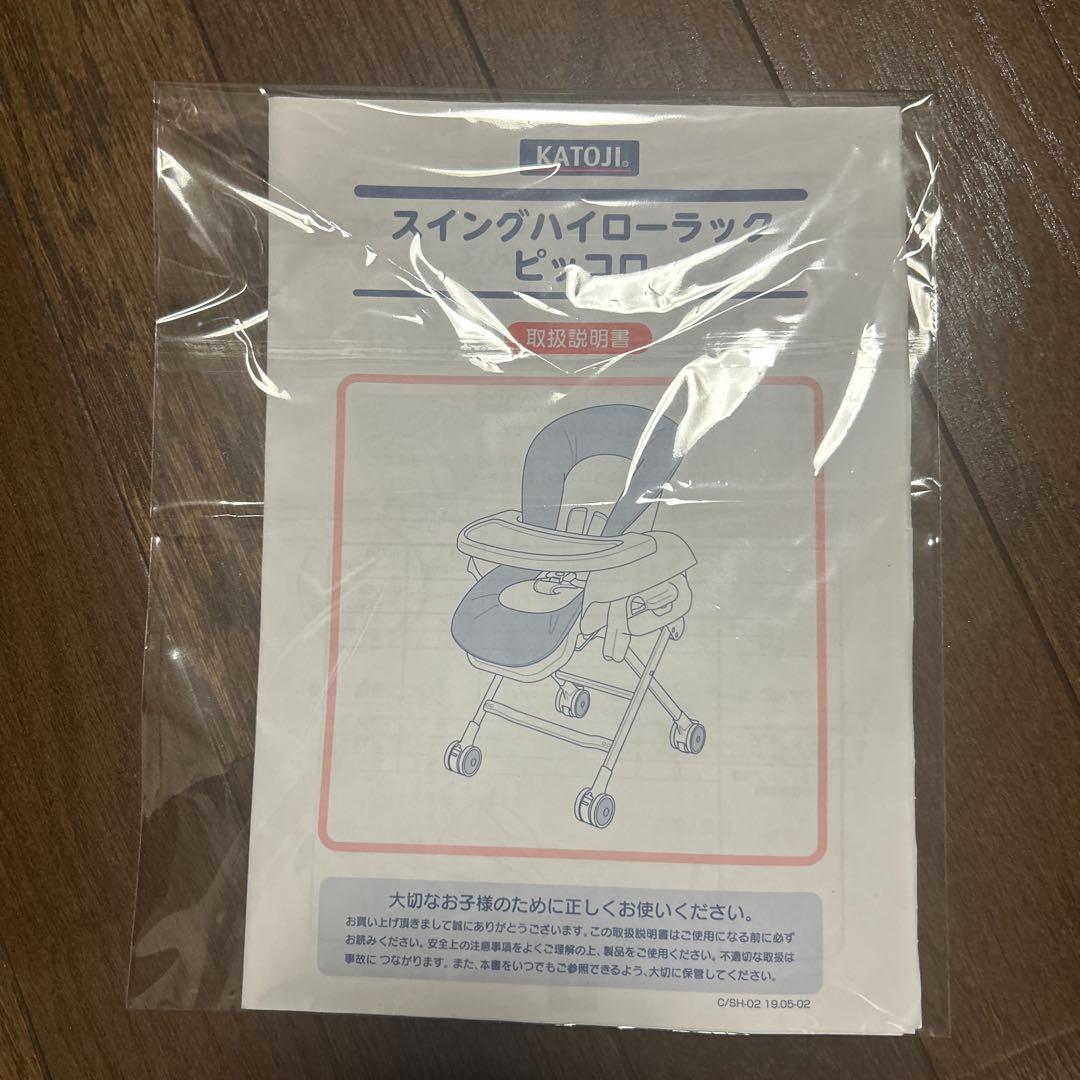 KATOJI.
スイングハイローラック
ピッコロ
取扱説明書
大切なお子様のために正しくお使いください。
お買い上げ頂きまして誠にありがとうございます。この取扱説明書はご使用になる前に必ず
お読みください。安全上の注意事項をよくご理解の上、製品をご使用ください。不適切な取扱は
事故に つながります。また、本書をいつでもご参照できるよう、大切に保管してください。
C/SH-02 19.05-02